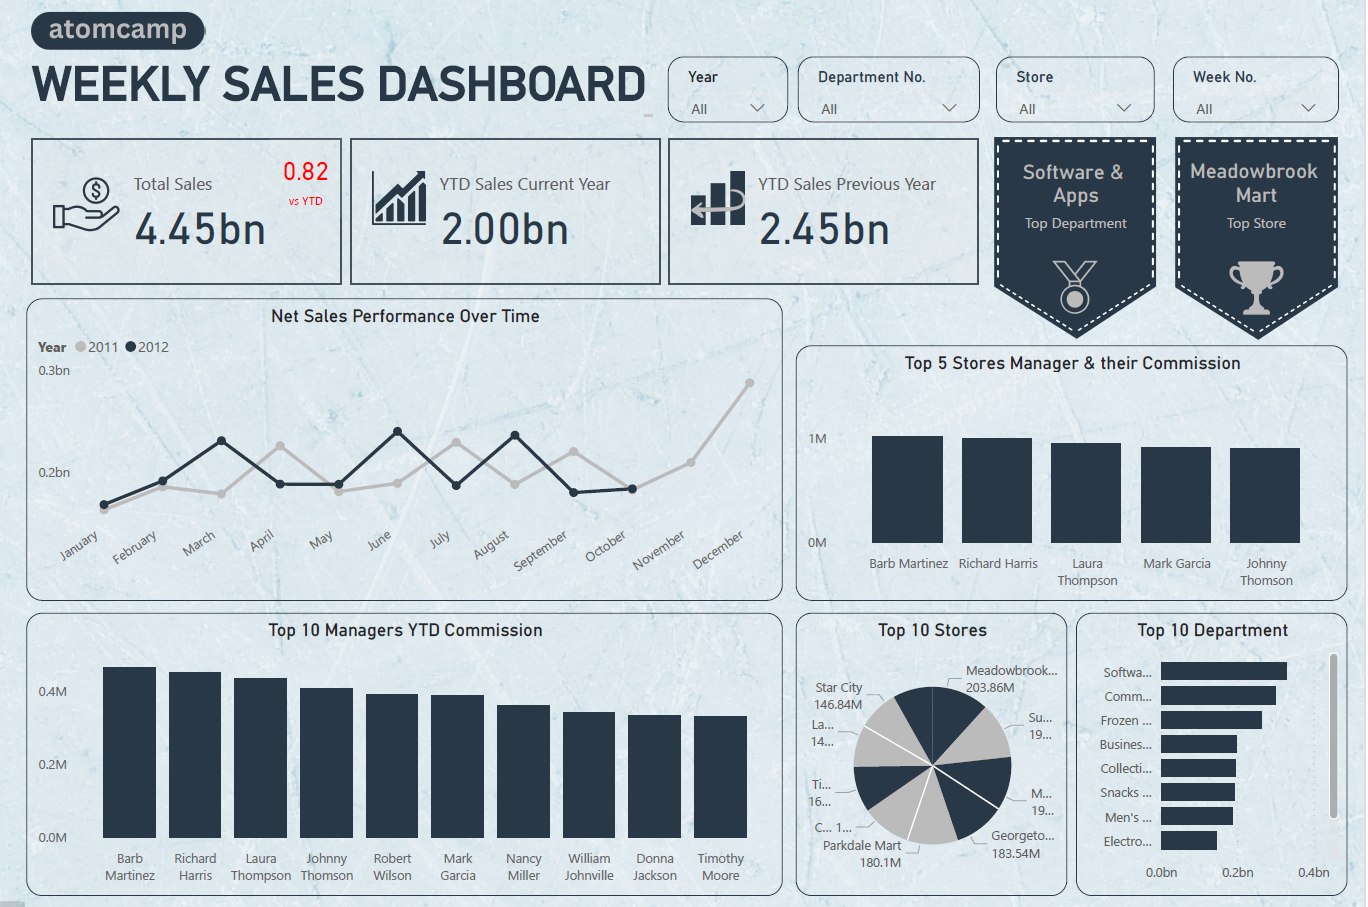 atomcamp
WEEKLY SALES DASHBOARD
Year
All
Department No.
All
Store
All
Week No.
All
Total Sales
4.45bn
0.82
vs YTD
YTD Sales Current Year
2.00bn
YTD Sales Previous Year
2.45bn
Software &
Apps
Top Department
Meadowbrook
Mart
Top Store
Net Sales Performance Over Time
Year 2011 2012
0.3bn
0.2bn
January
February
March
April
May
June
July
August
September
October
November
December
Top 5 Stores Manager & their Commission
1M
0M
Barb Martinez
Richard Harris
Laura
Thompson
Mark Garcia
Johnny
Thomson
Top 10 Managers YTD Commission
0.4M
0.2M
0.0M
Barb
Martinez
Richard
Harris
Laura
Thompson
Johnny
Thomson
Robert
Wilson
Mark
Garcia
Nancy
Miller
William
Johnville
Donna
Jackson
Timothy
Moore
Top 10 Stores
Meadowbrook...
203.86M
Su...
19...
M...
19...
Georgeto...
183.54M
Parkdale Mart
180.1M
C... 1...
Ti...
16...
La...
14...
Star City
146.84M
Top 10 Department
Softwa...
Comm...
Frozen ...
Busines...
Collecti...
Snacks ...
Men's ...
Electro...
0.0bn
0.2bn
0.4bn